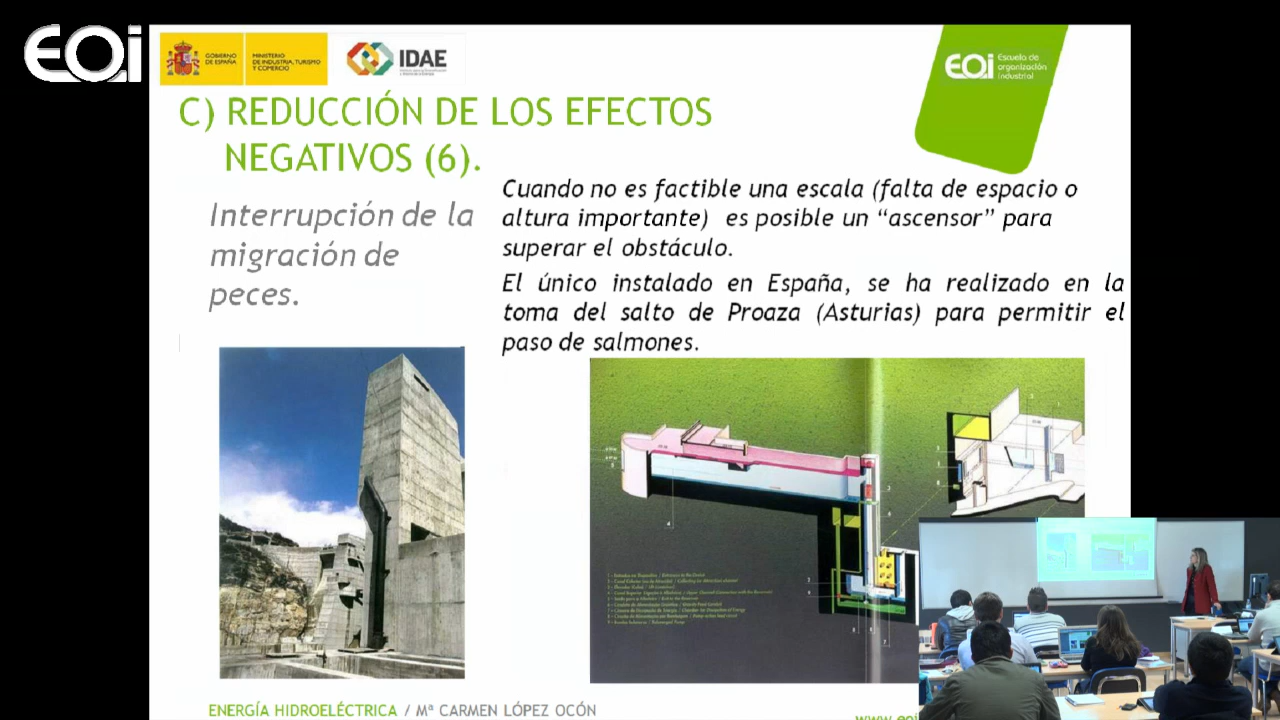 EOi
GOBIERNO
DE ESPAÑA
MINISTERIO
DE INDUSTRIA, TURISMO
Y COMERCIO
IDAE
EOi
Escuela de
organización
industrial
C) REDUCCIÓN DE LOS EFECTOS
NEGATIVOS (6).
Interrupción de la
migración de
peces.
Cuando no es factible una escala (falta de espacio o
altura importante) es posible un “ascensor” para
superar el obstáculo.
El único instalado en España, se ha realizado en la
toma del salto de Proaza (Asturias) para permitir el
paso de salmones.
ENERGÍA HIDROELÉCTRICA / Mª CARMEN LÓPEZ OCÓN
www.eoi